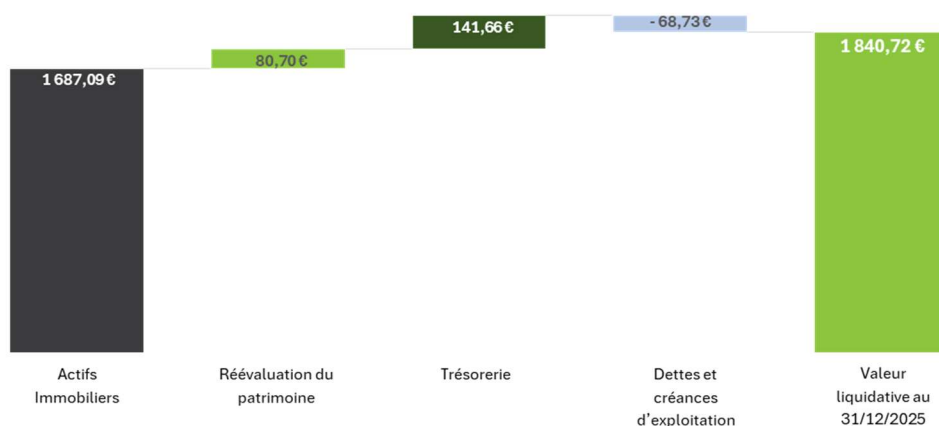 1 687,09 €
80,70 €
141,66 €
- 68,73 €
1 840,72 €
Actifs
Immobiliers
Réévaluation du
patrimoine
Trésorerie
Dettes et
créances
d'exploitation
Valeur
liquidative au
31/12/2025